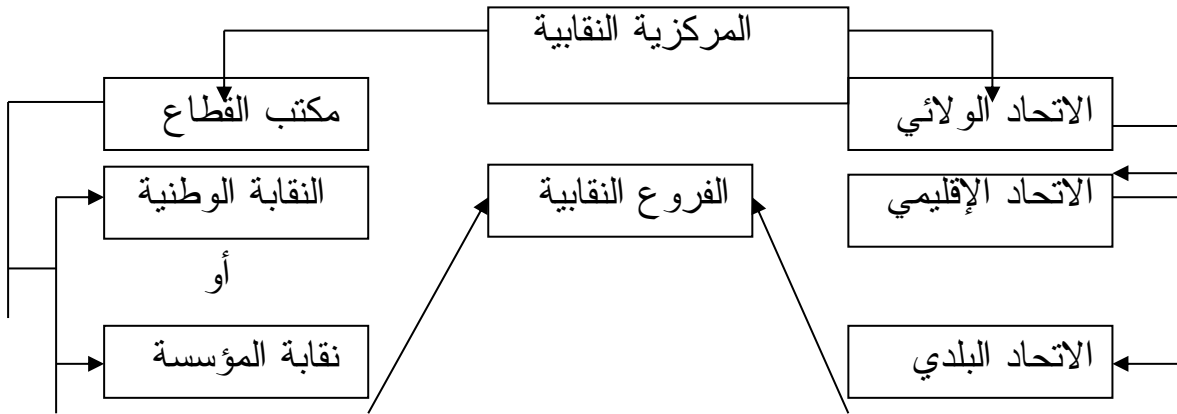 المركزية النقابية
الاتحاد الولائي
مكتب القطاع
الاتحاد الإقليمي
الفروع النقابية
النقابة الوطنية
أو
الاتحاد البلدي
نقابة المؤسسة